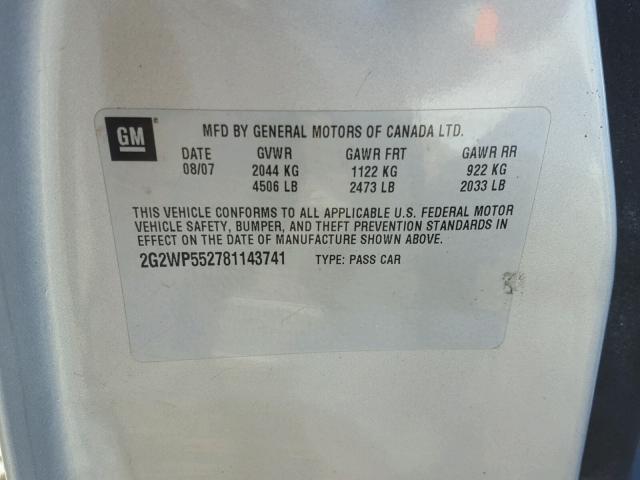 GM ® MFD BY GENERAL MOTORS OF CANADA LTD.
DATE GVWR GAWR FRT GAWR RR
08/07 2044 KG 1122 KG 922 KG
4506 LB 2473 LB 2033 LB
THIS VEHICLE CONFORMS TO ALL APPLICABLE U.S. FEDERAL MOTOR
VEHICLE SAFETY, BUMPER, AND THEFT PREVENTION STANDARDS IN
EFFECT ON THE DATE OF MANUFACTURE SHOWN ABOVE.
2G2WP552781143741 TYPE: PASS CAR